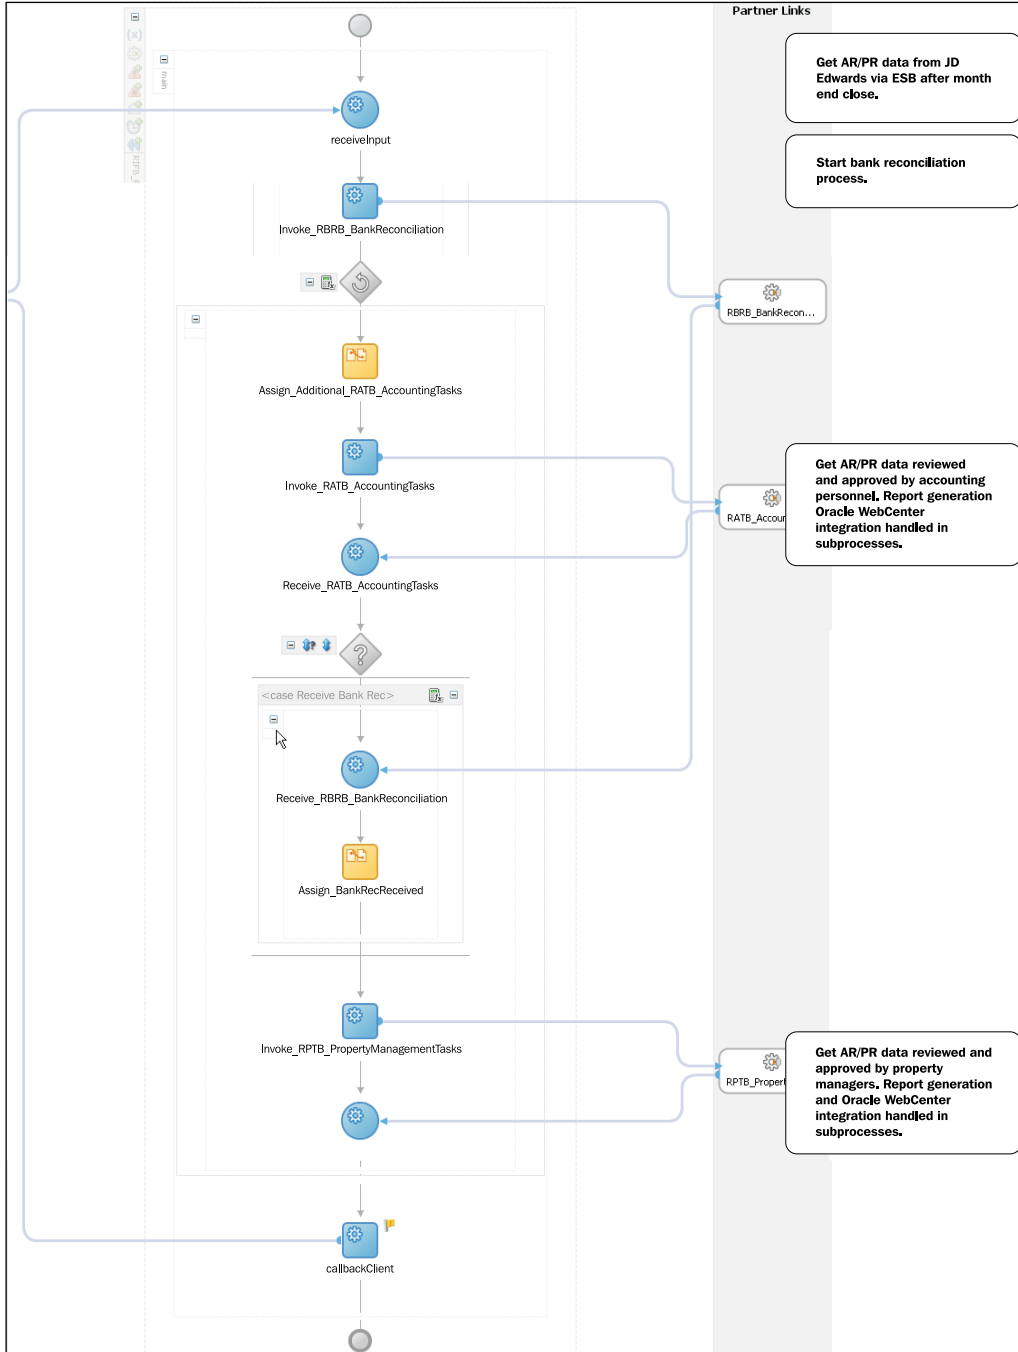 Partner Links
Get AR/PR data from JD
Edwards via ESB after month
end close.
main
receiveInput
Start bank reconciliation
process.
Invoke_RBRB_BankReconciliation
RBRB_BankRecon...
Assign_Additional_RATB_AccountingTasks
Invoke_RATB_AccountingTasks
Get AR/PR data reviewed
and approved by accounting
personnel. Report generation
Oracle WebCenter
integration handled in
subprocesses.
RATB_Accour
Receive_RATB_AccountingTasks
<case Receive Bank Rec>
Receive_RBRB_BankReconciliation
Assign_BankRecReceived
Invoke_RPTB_PropertyManagementTasks
Get AR/PR data reviewed and
approved by property
managers. Report generation
and Oracle WebCenter
integration handled in
subprocesses.
RPTB_Propert
callbackClient